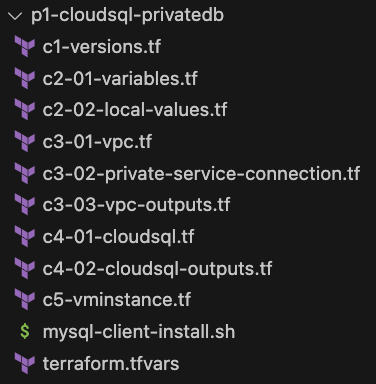 p1-cloudsql-privatedb
c1-versions.tf
c2-01-variables.tf
c2-02-local-values.tf
c3-01-vpc.tf
c3-02-private-service-connection.tf
c3-03-vpc-outputs.tf
c4-01-cloudsql.tf
c4-02-cloudsql-outputs.tf
c5-vminstance.tf
$ mysql-client-install.sh
terraform.tfvars